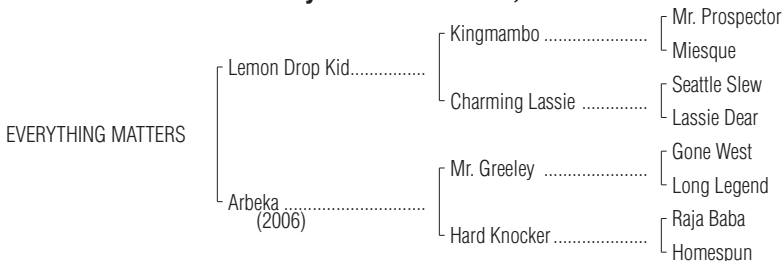 Kingmambo ......................
Mr. Prospector
Miesque
Lemon Drop Kid................
Charming Lassie ..............
Seattle Slew
Lassie Dear
EVERYTHING MATTERS
Mr. Greeley ......................
Gone West
Long Legend
Arbeka ..............................
(2006)
Hard Knocker....................
Raja Baba
Homespun